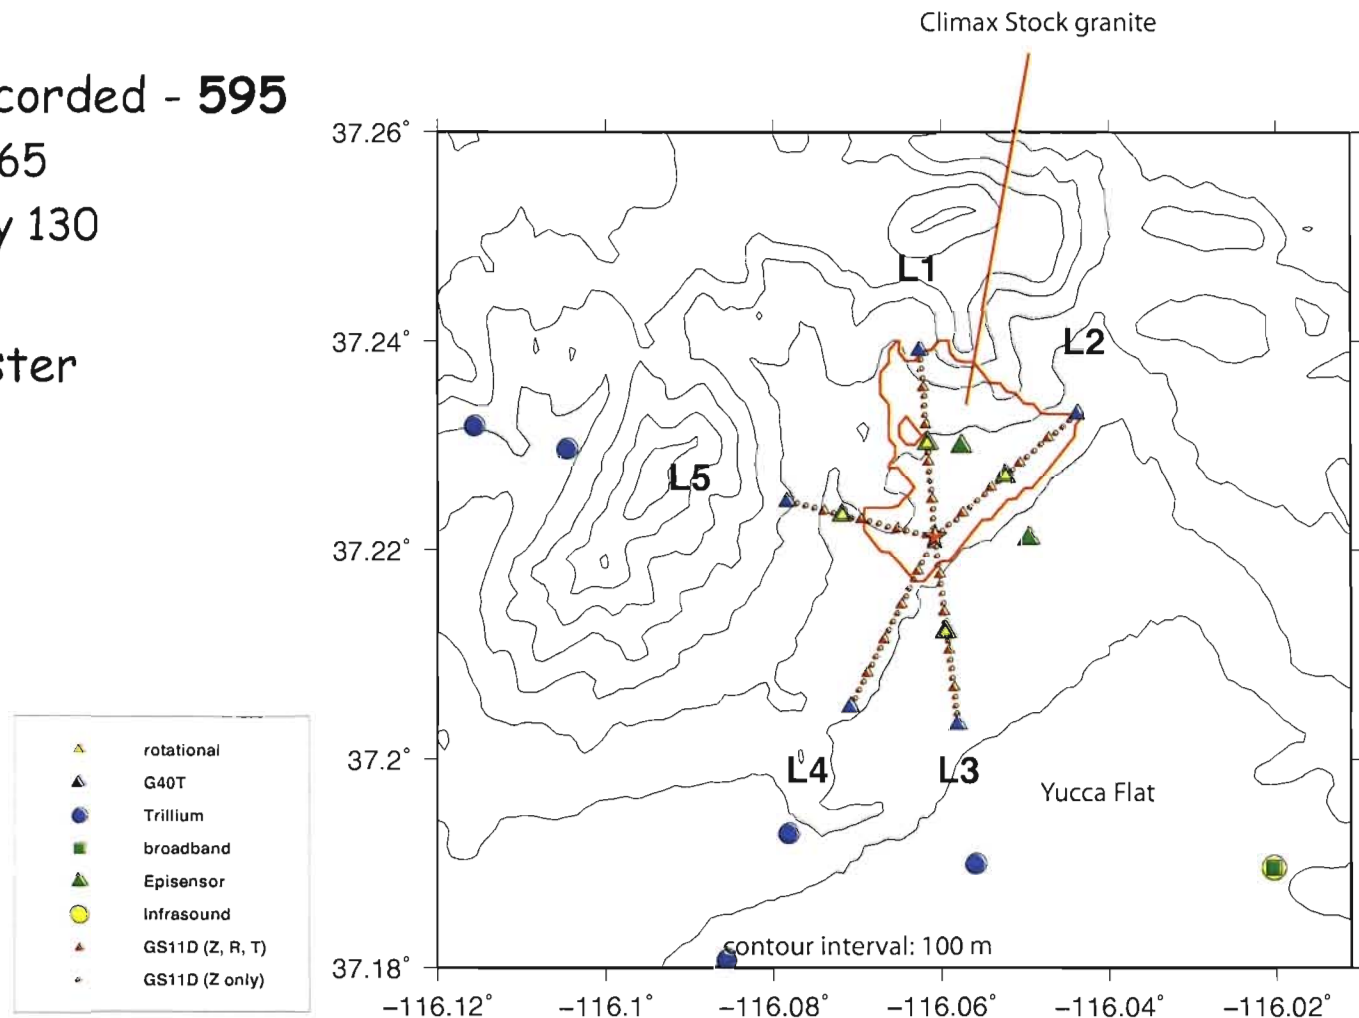 Climax Stock granite
corded - 595
65
y 130
ster
37.26°
37.24°
37.22°
37.2°
37.18°
L1
L2
L5
L4
L3
Yucca Flat
contour interval: 100 m
-116.12° -116.1° -116.08° -116.06° -116.04° -116.02°
rotational
G40T
Trillium
broadband
Episensor
Infrasound
GS11D (Z, R, T)
GS11D (Z only)